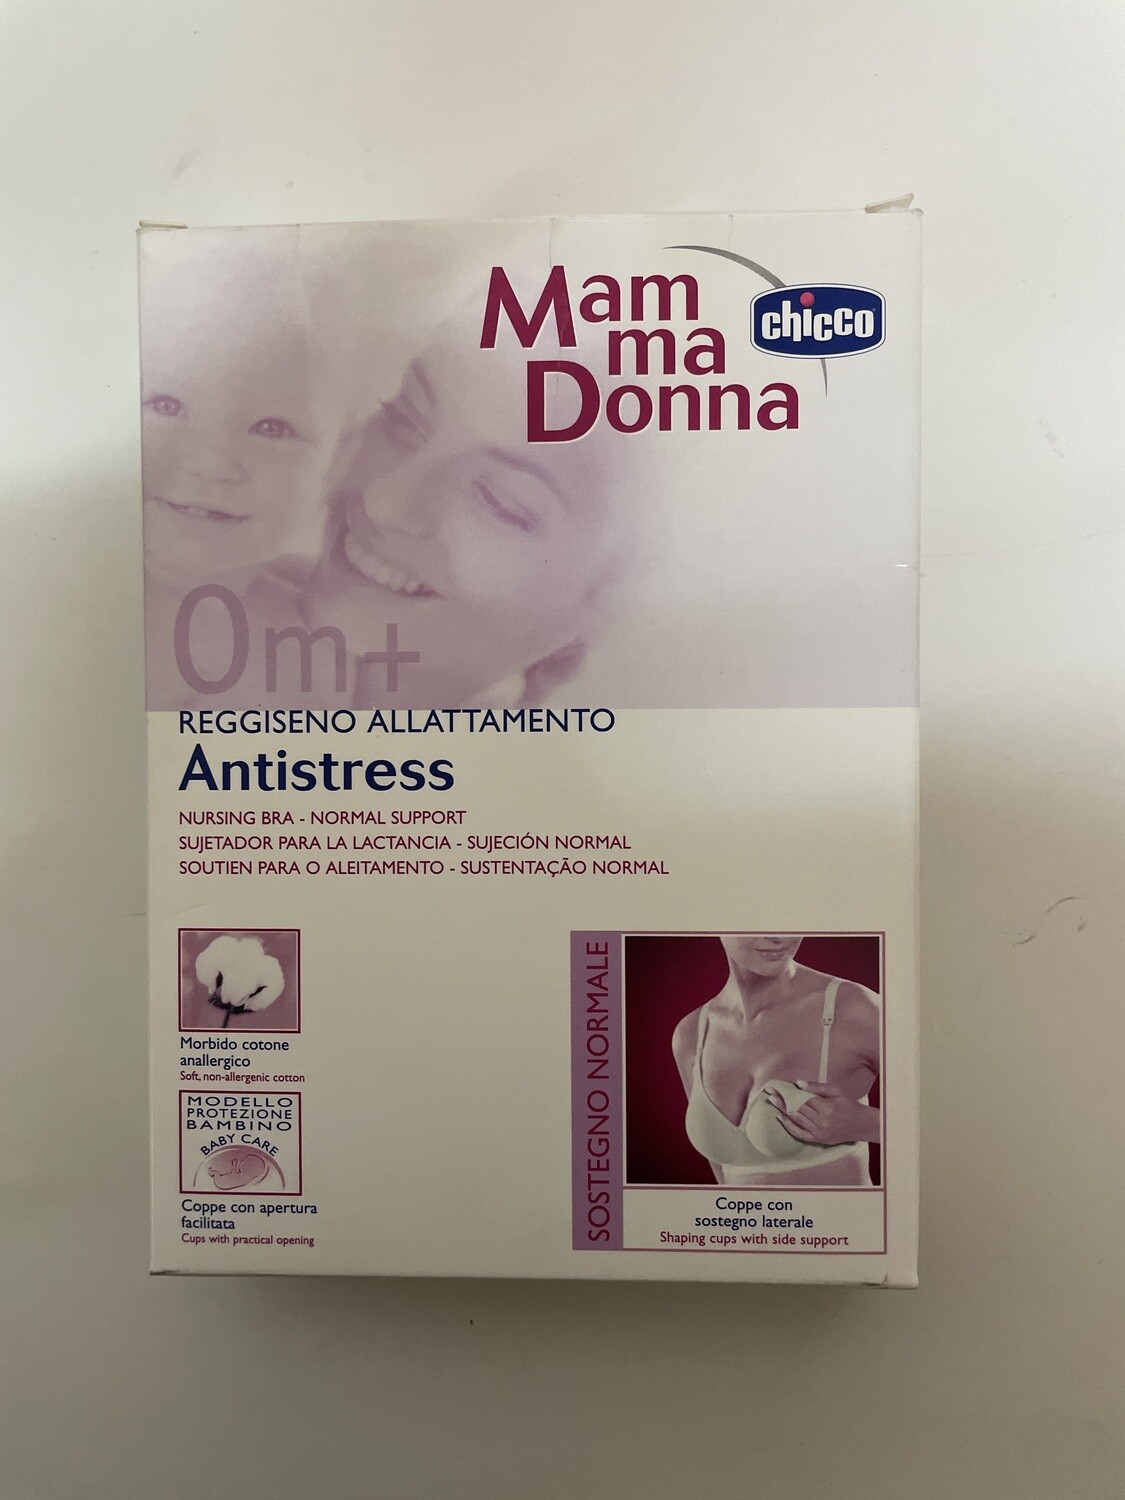 Mam
ma
Donna
chicco
0m+
REGGISENO ALLATTAMENTO
Antistress
NURSING BRA - NORMAL SUPPORT
SUJETADOR PARA LA LACTANCIA - SUJECIÓN NORMAL
SOUTIEN PARA O ALEITAMENTO - SUSTENTAÇÃO NORMAL
Morbido cotone
anallergico
Soft, non-allergenic cotton
MODELLO
PROTEZIONE
BAMBINO
BABY CARE
Coppe con apertura
facilitata
Cups with practical opening
SOSTEGNO NORMALE
Coppe con
sostegno laterale
Shaping cups with side support